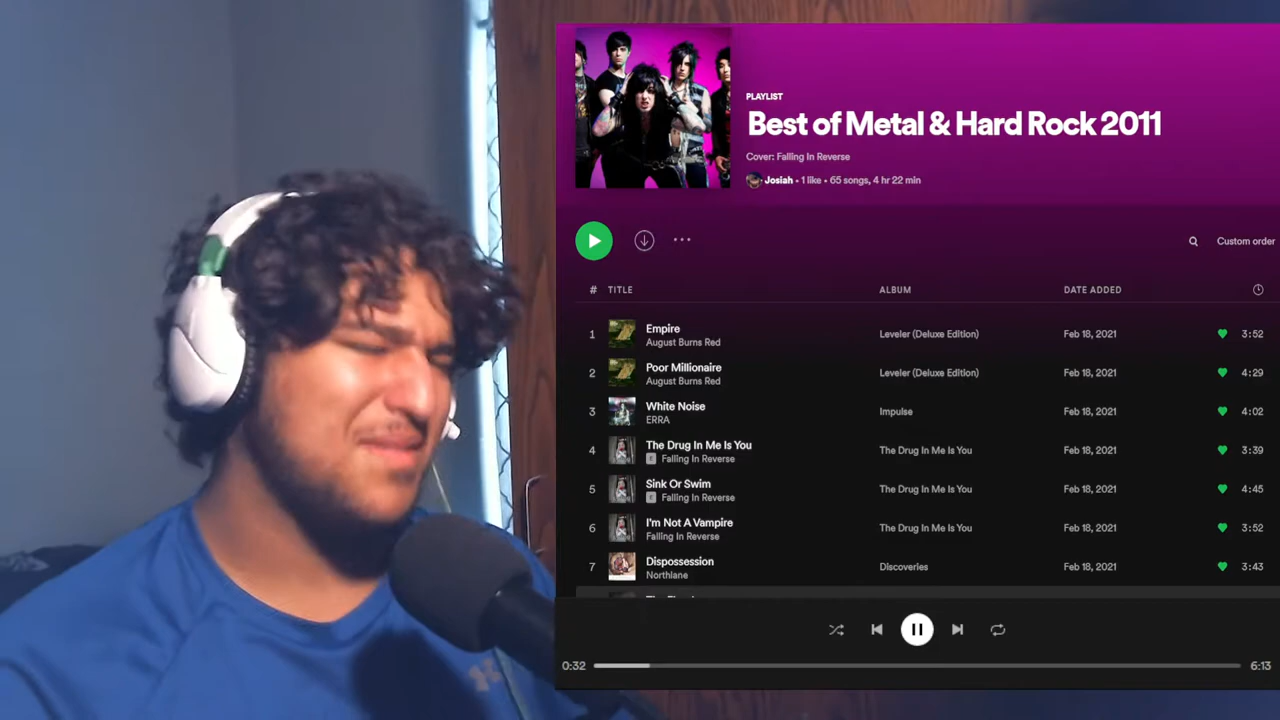 PLAYLIST
Best of Metal & Hard Rock 2011
Cover: Falling In Reverse
Josiah • 1 like • 65 songs, 4 hr 22 min
Custom order
# TITLE ALBUM DATE ADDED
1 Empire Leveler (Deluxe Edition) Feb 18, 2021 3:52
August Burns Red
2 Poor Millionaire Leveler (Deluxe Edition) Feb 18, 2021 4:29
August Burns Red
3 White Noise Impulse Feb 18, 2021 4:02
ERRA
4 The Drug In Me Is You The Drug In Me Is You Feb 18, 2021 3:39
E Falling In Reverse
5 Sink Or Swim The Drug In Me Is You Feb 18, 2021 4:45
E Falling In Reverse
6 I'm Not A Vampire The Drug In Me Is You Feb 18, 2021 3:52
Falling In Reverse
7 Dispossession Discoveries Feb 18, 2021 3:43
Northlane
0:32 6:13